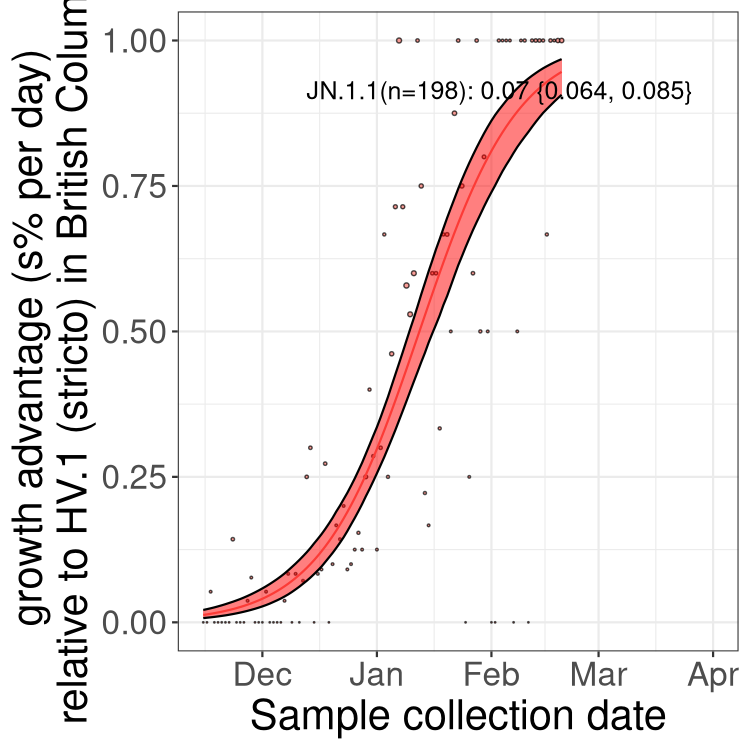 growth advantage (s% per day)
relative to HV.1 (stricto) in British Colum
1.00
0.75
0.50
0.25
0.00
JN.1.1(n=198): 0.07 {0.064, 0.085}
Dec Jan Feb Mar Apr
Sample collection date